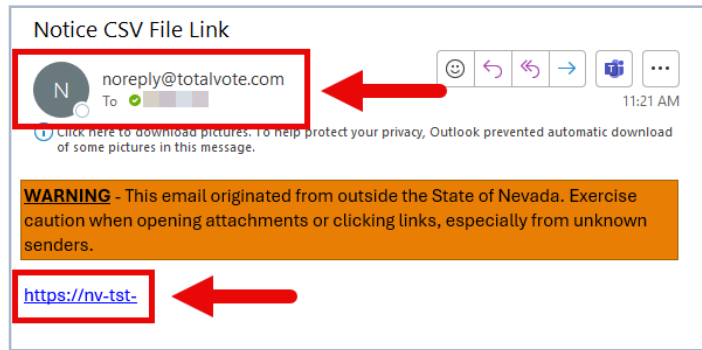 Notice CSV File Link
N
noreply@totalvote.com
To
11:21 AM
Click here to download pictures. To help protect your privacy, Outlook prevented automatic download
of some pictures in this message.
WARNING - This email originated from outside the State of Nevada. Exercise
caution when opening attachments or clicking links, especially from unknown
senders.
https://nv-tst-